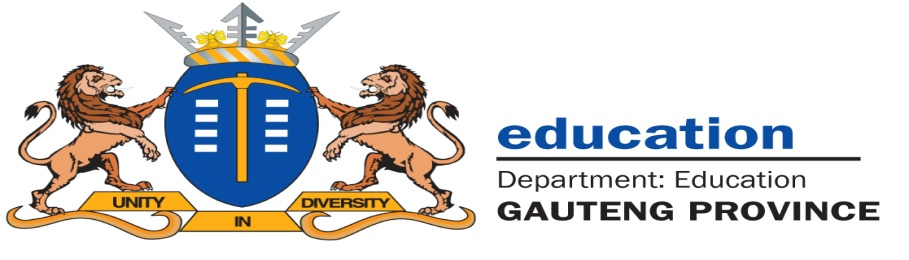 UNITY
IN
DIVERSITY
education
Department: Education
GAUTENG PROVINCE